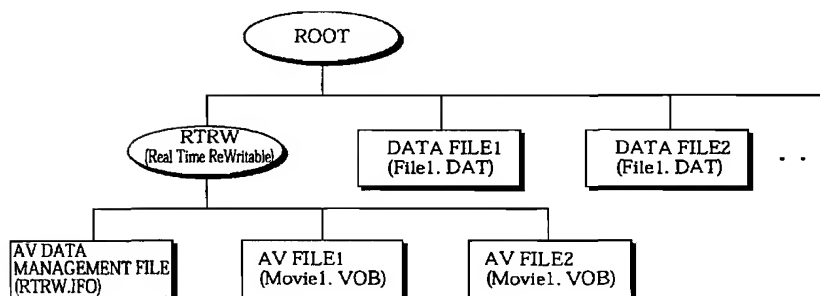 ROOT
RTRW
(Real Time ReWritable)
DATA FILE1
(File1. DAT)
DATA FILE2
(File1. DAT)
. .
AV DATA
MANAGEMENT FILE
(RTRW.IFO)
AV FILE1
(Movie1. VOB)
AV FILE2
(Movie1. VOB)